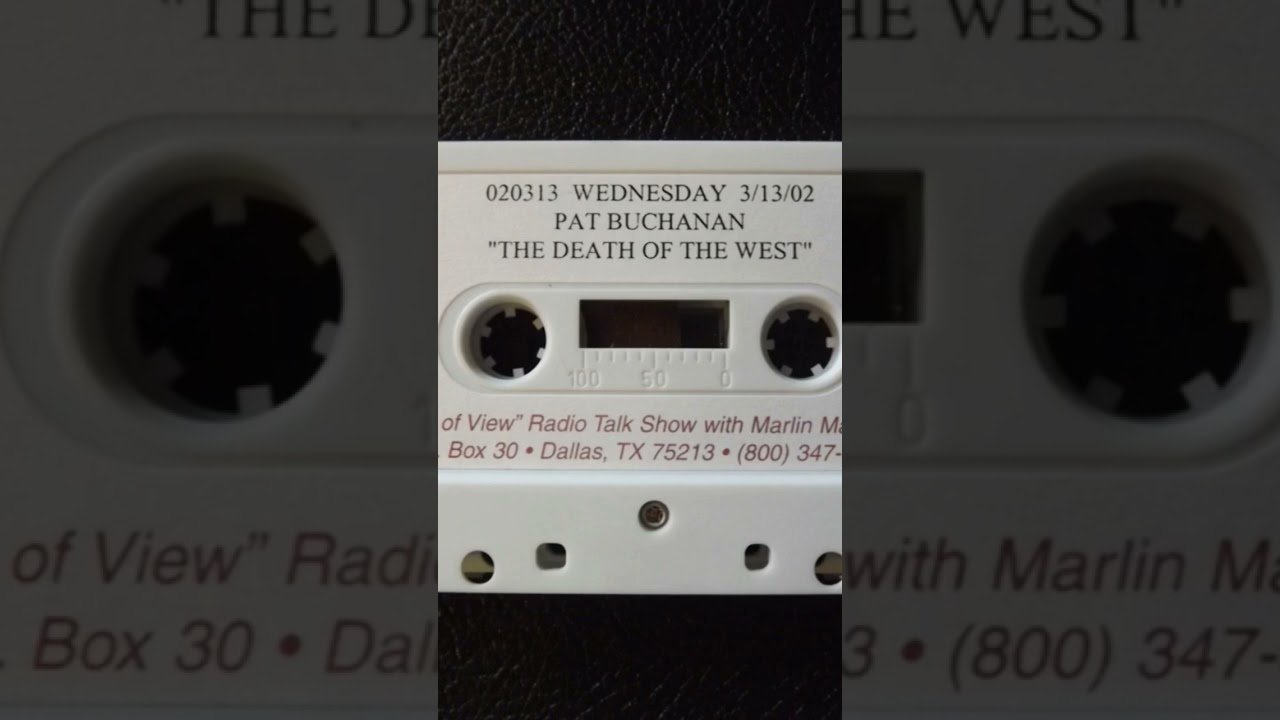 020313 WEDNESDAY 3/13/02
PAT BUCHANAN
"THE DEATH OF THE WEST"
100 50 0
of View” Radio Talk Show with Marlin Ma
. Box 30 • Dallas, TX 75213 • (800) 347-